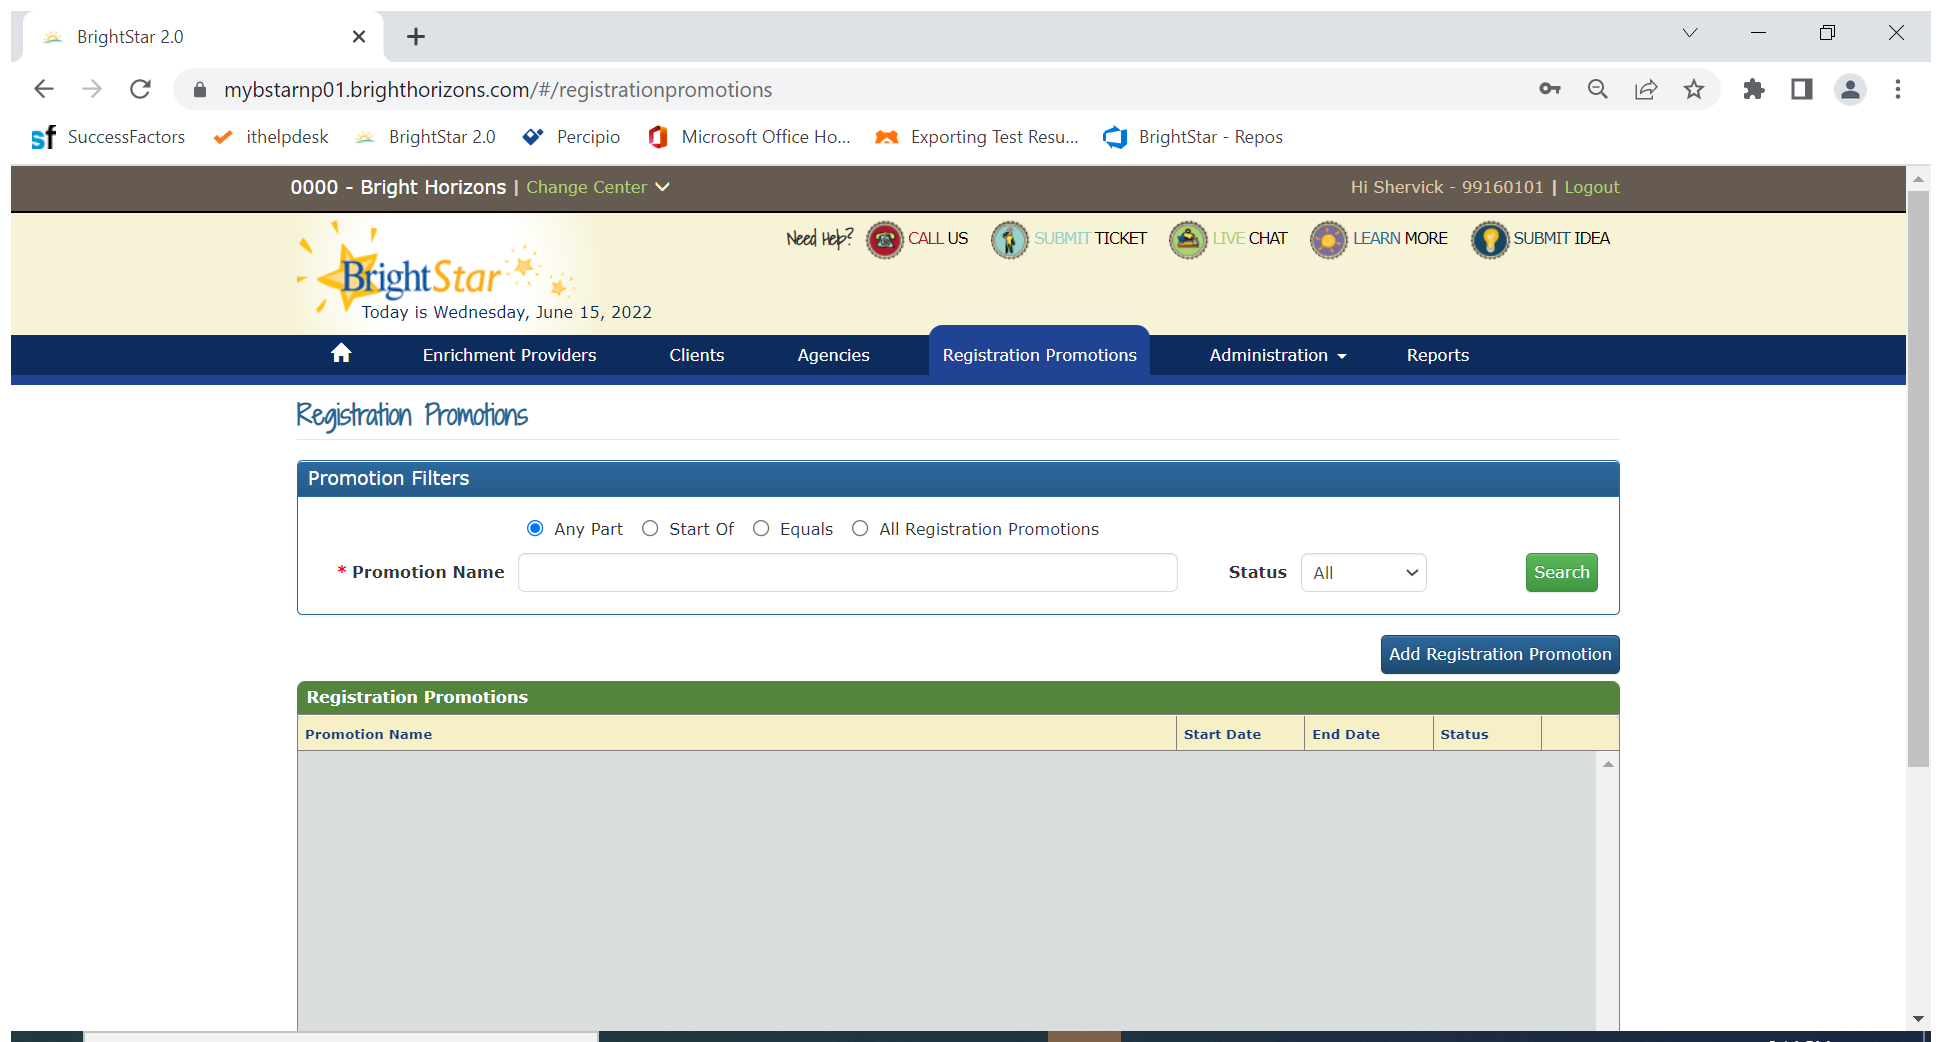 BrightStar 2.0
mybstarnp01.brighthorizons.com/#/registrationpromotions
sf SuccessFactors ithelpdesk BrightStar 2.0 Percipio Microsoft Office Ho... Exporting Test Resu... BrightStar - Repos
0000 - Bright Horizons | Change Center Hi Shervick - 99160101 | Logout
Need Help? CALL US SUBMIT TICKET LIVE CHAT LEARN MORE SUBMIT IDEA
BrightStar
Today is Wednesday, June 15, 2022
Enrichment Providers Clients Agencies Registration Promotions Administration Reports
Registration Promotions
Promotion Filters
Any Part Start Of Equals All Registration Promotions
* Promotion Name Status All Search
Add Registration Promotion
Registration Promotions
Promotion Name Start Date End Date Status